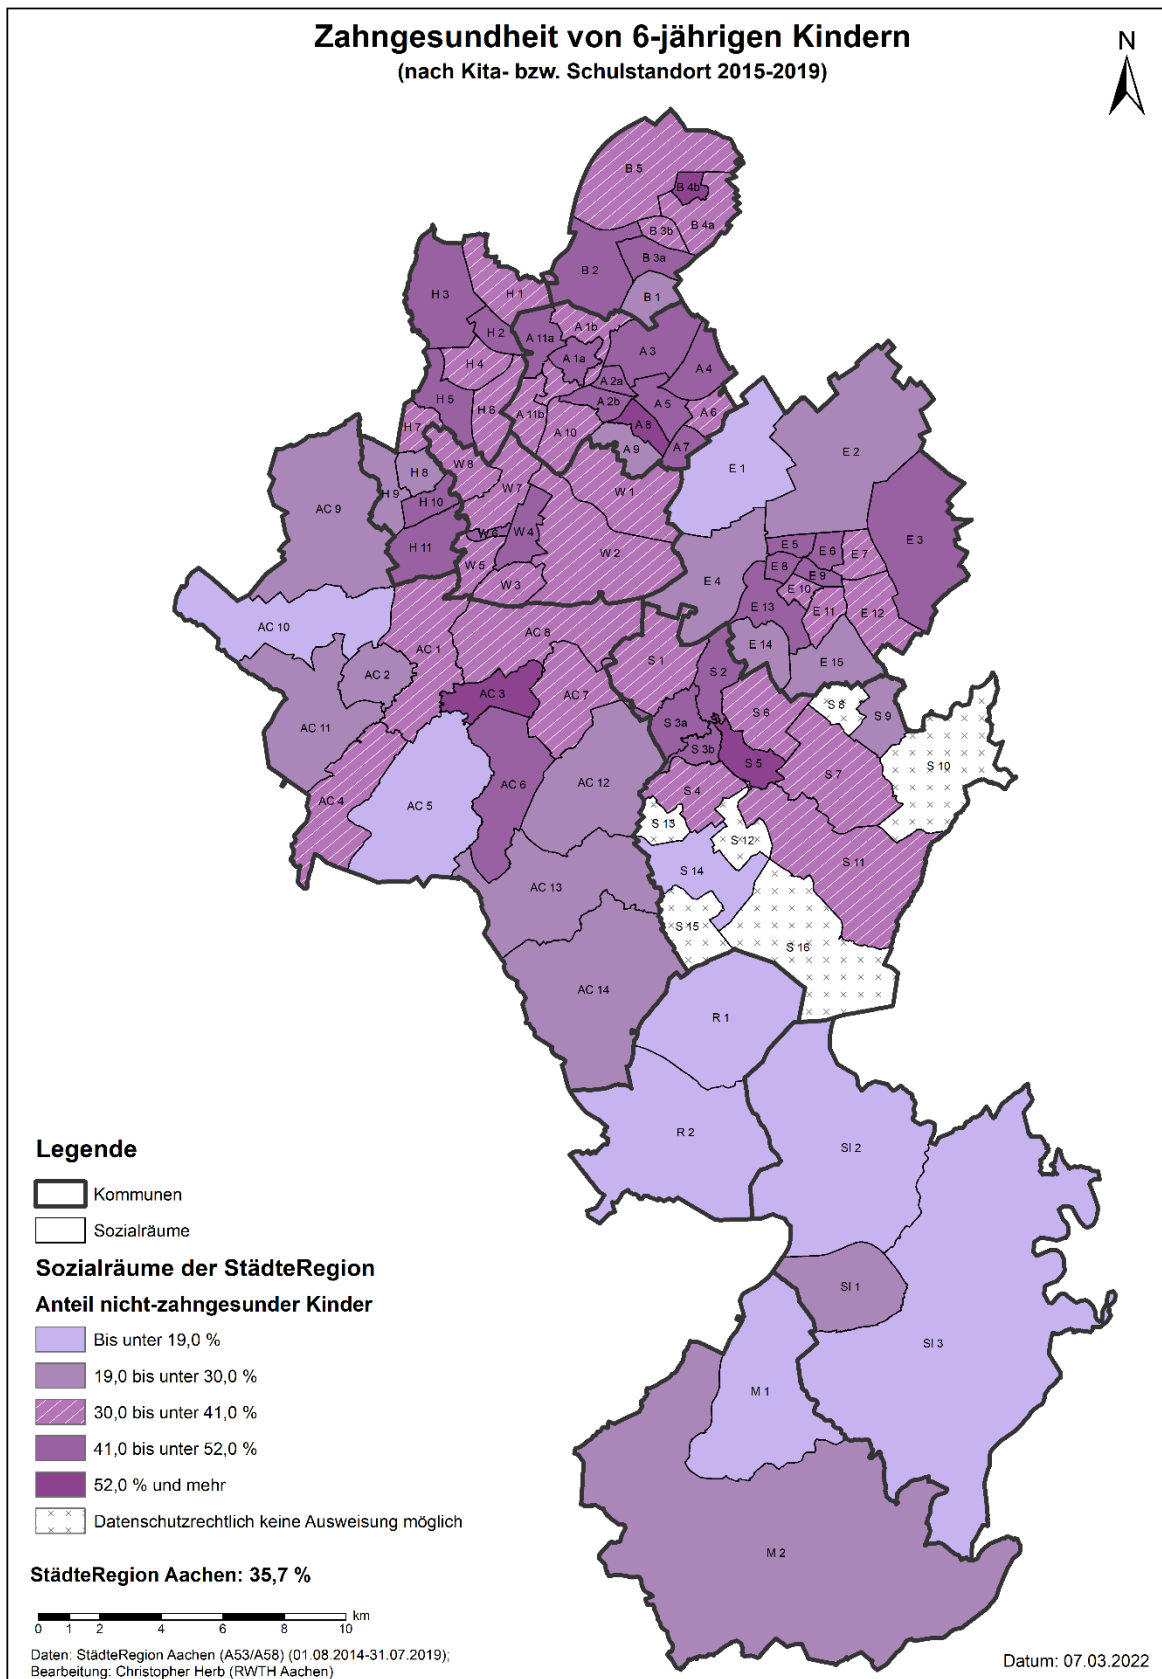 Zahngesundheit von 6-jährigen Kindern
(nach Kita- bzw. Schulstandort 2015-2019)
N
B 5
B 4b
B 4a
B 3b
B 3a
B 2
B 1
H 3
H 1
H 2
H 4
H 5
H 6
H 7
H 8
H 9
H 10
H 11
A 11a
A 1b
A 1a
A 3
A 4
A 2a
A 2b
A 5
A 6
A 11b
A 10
A 8
A 7
A 9
W 8
W 7
W 1
W 6
W 4
W 2
W 5
W 3
E 1
E 2
E 3
E 4
E 5
E 6
E 7
E 8
E 9
E 10
E 11
E 12
E 13
E 14
E 15
AC 9
AC 10
AC 1
AC 8
AC 2
AC 3
AC 7
AC 11
AC 4
AC 5
AC 6
AC 12
AC 13
AC 14
S 1
S 2
S 3a
S 3b
S 6
S 5
S 8
S 9
S 10
S 7
S 4
S 13
S 12
S 11
S 14
S 15
S 16
R 1
R 2
SI 2
SI 1
SI 3
M 1
M 2
Legende
Kommunen
Sozialräume
Sozialräume der StädteRegion
Anteil nicht-zahngesunder Kinder
Bis unter 19,0 %
19,0 bis unter 30,0 %
30,0 bis unter 41,0 %
41,0 bis unter 52,0 %
52,0 % und mehr
Datenschutzrechtlich keine Ausweisung möglich
StädteRegion Aachen: 35,7 %
km
0 1 2 4 6 8 10
Daten: StädteRegion Aachen (A53/A58) (01.08.2014-31.07.2019);
Bearbeitung: Christopher Herb (RWTH Aachen)
Datum: 07.03.2022